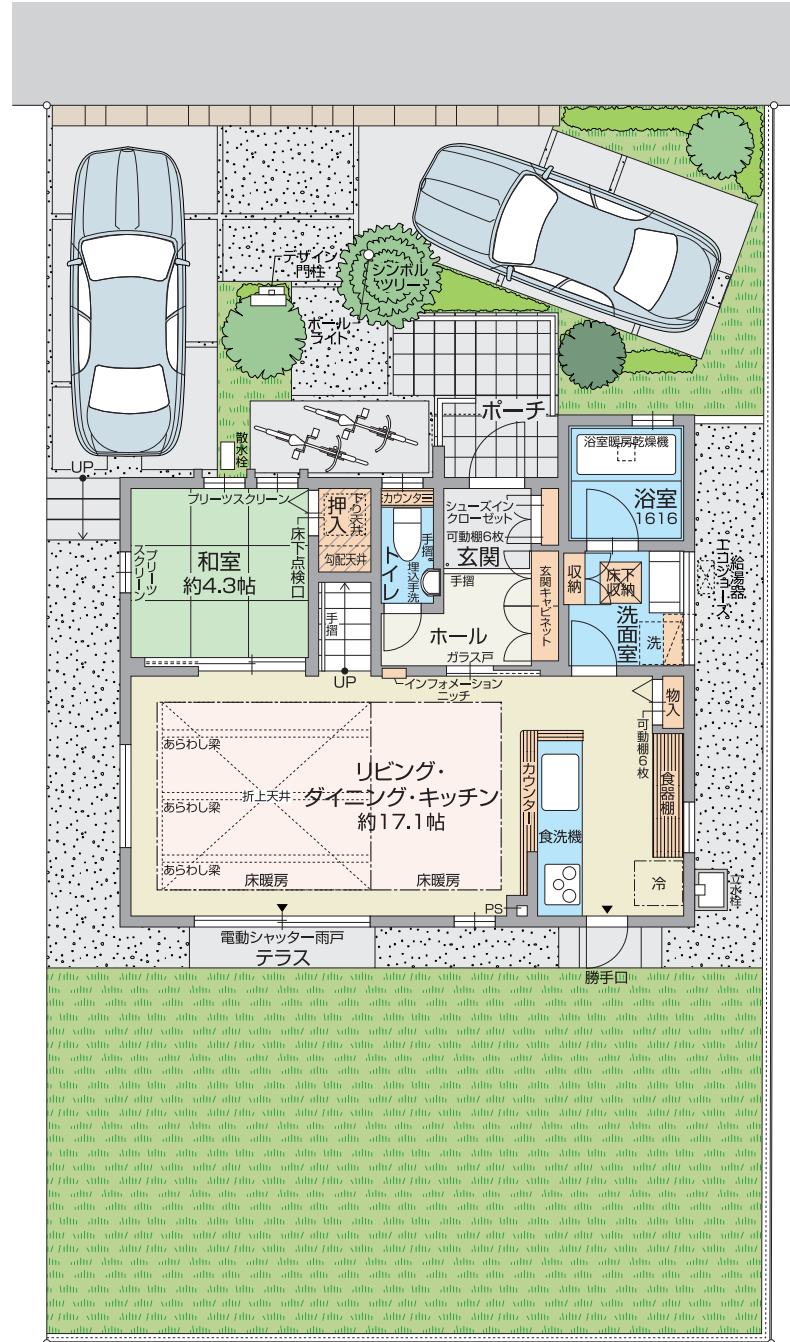 デザイン
門柱
シンボル
ツリー
ポール
ライト
ポーチ
散水栓
UP
プリーツスクリーン
プリーツ
スクリーン
和室
約4.3帖
床下点検口
押入
下り天井
勾配天井
カウンター
トイレ
手摺
埋込手洗
シューズイン
クローゼット
可動棚6枚
玄関
手摺
玄関キャビネット
ホール
ガラス戸
浴室暖房乾燥機
浴室
1616
収納
床下
収納
洗面室
洗
給湯器
エコジョーズ
手摺
UP
インフォメーション
ニッチ
物入
可動棚6枚
あらわし梁
折上天井
あらわし梁
あらわし梁
リビング・
ダイニング・キッチン
約17.1帖
床暖房
床暖房
カウンター
食洗機
食器棚
冷
PS
立水栓
電動シャッター雨戸
テラス
勝手口